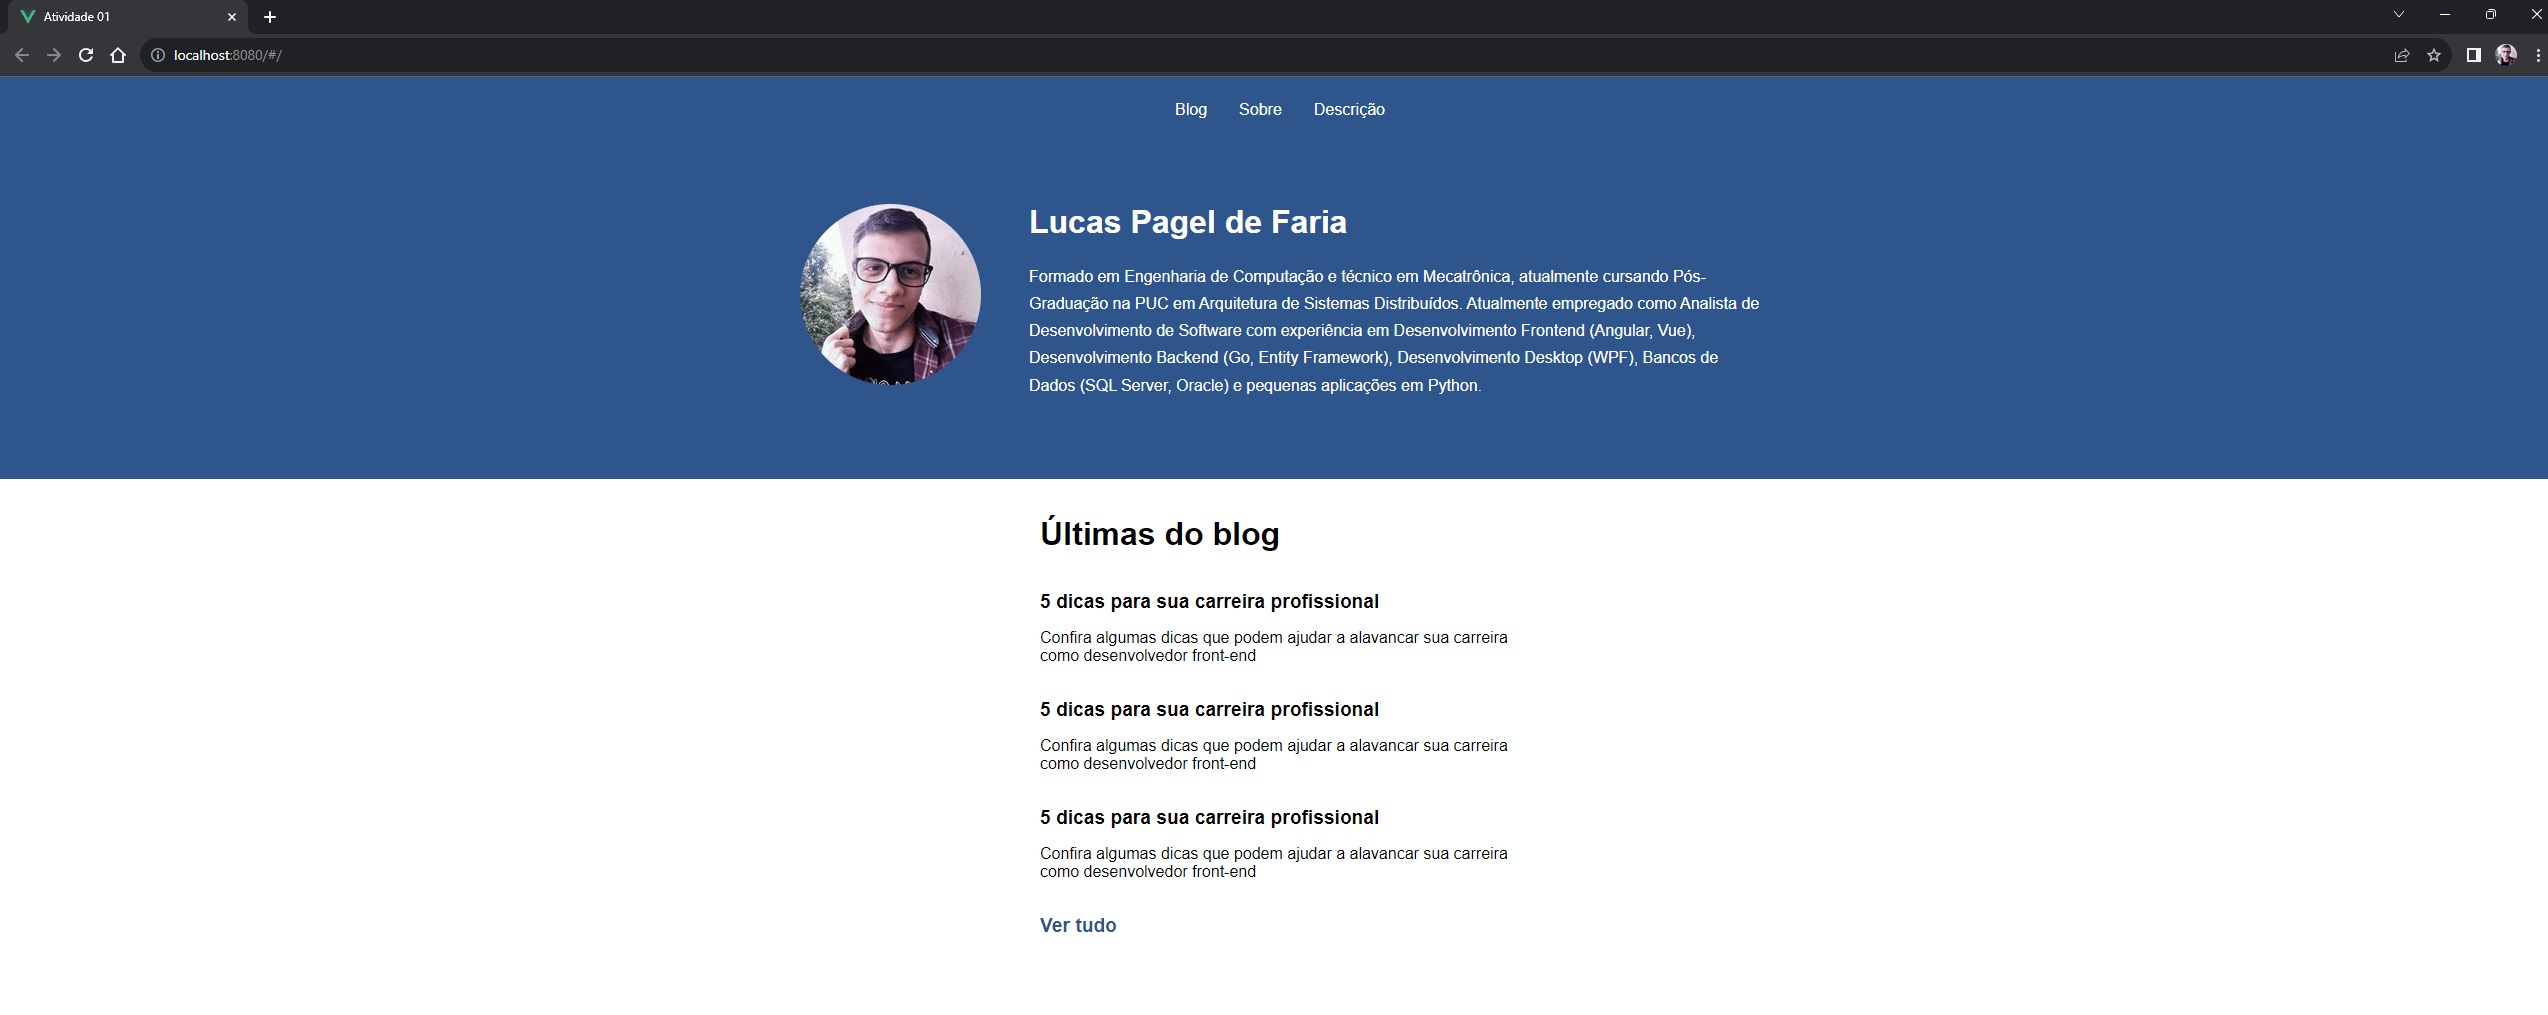 Atividade 01
localhost:8080/#/
Blog Sobre Descrição
Lucas Pagel de Faria
Formado em Engenharia de Computação e técnico em Mecatrônica, atualmente cursando Pós-
Graduação na PUC em Arquitetura de Sistemas Distribuídos. Atualmente empregado como Analista de
Desenvolvimento de Software com experiência em Desenvolvimento Frontend (Angular, Vue),
Desenvolvimento Backend (Go, Entity Framework), Desenvolvimento Desktop (WPF), Bancos de
Dados (SQL Server, Oracle) e pequenas aplicações em Python.
Últimas do blog
5 dicas para sua carreira profissional
Confira algumas dicas que podem ajudar a alavancar sua carreira
como desenvolvedor front-end
5 dicas para sua carreira profissional
Confira algumas dicas que podem ajudar a alavancar sua carreira
como desenvolvedor front-end
5 dicas para sua carreira profissional
Confira algumas dicas que podem ajudar a alavancar sua carreira
como desenvolvedor front-end
Ver tudo